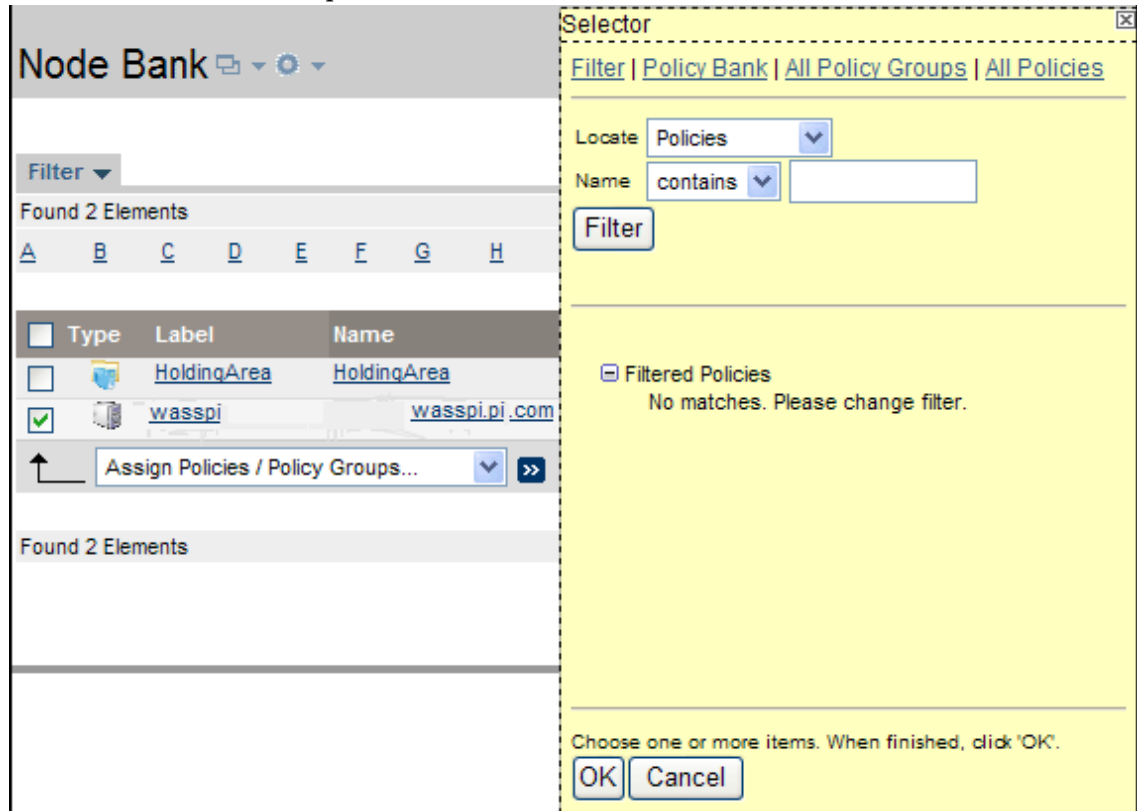 Node Bank
Filter
Found 2 Elements
A B C D E F G H
Type Label Name
HoldingArea HoldingArea
wasspi wasspi.pi.com
Assign Policies / Policy Groups...
Found 2 Elements
Selector
Filter | Policy Bank | All Policy Groups | All Policies
Locate Policies
Name contains
Filter
Filtered Policies
No matches. Please change filter.
Choose one or more items. When finished, click 'OK'.
OK Cancel